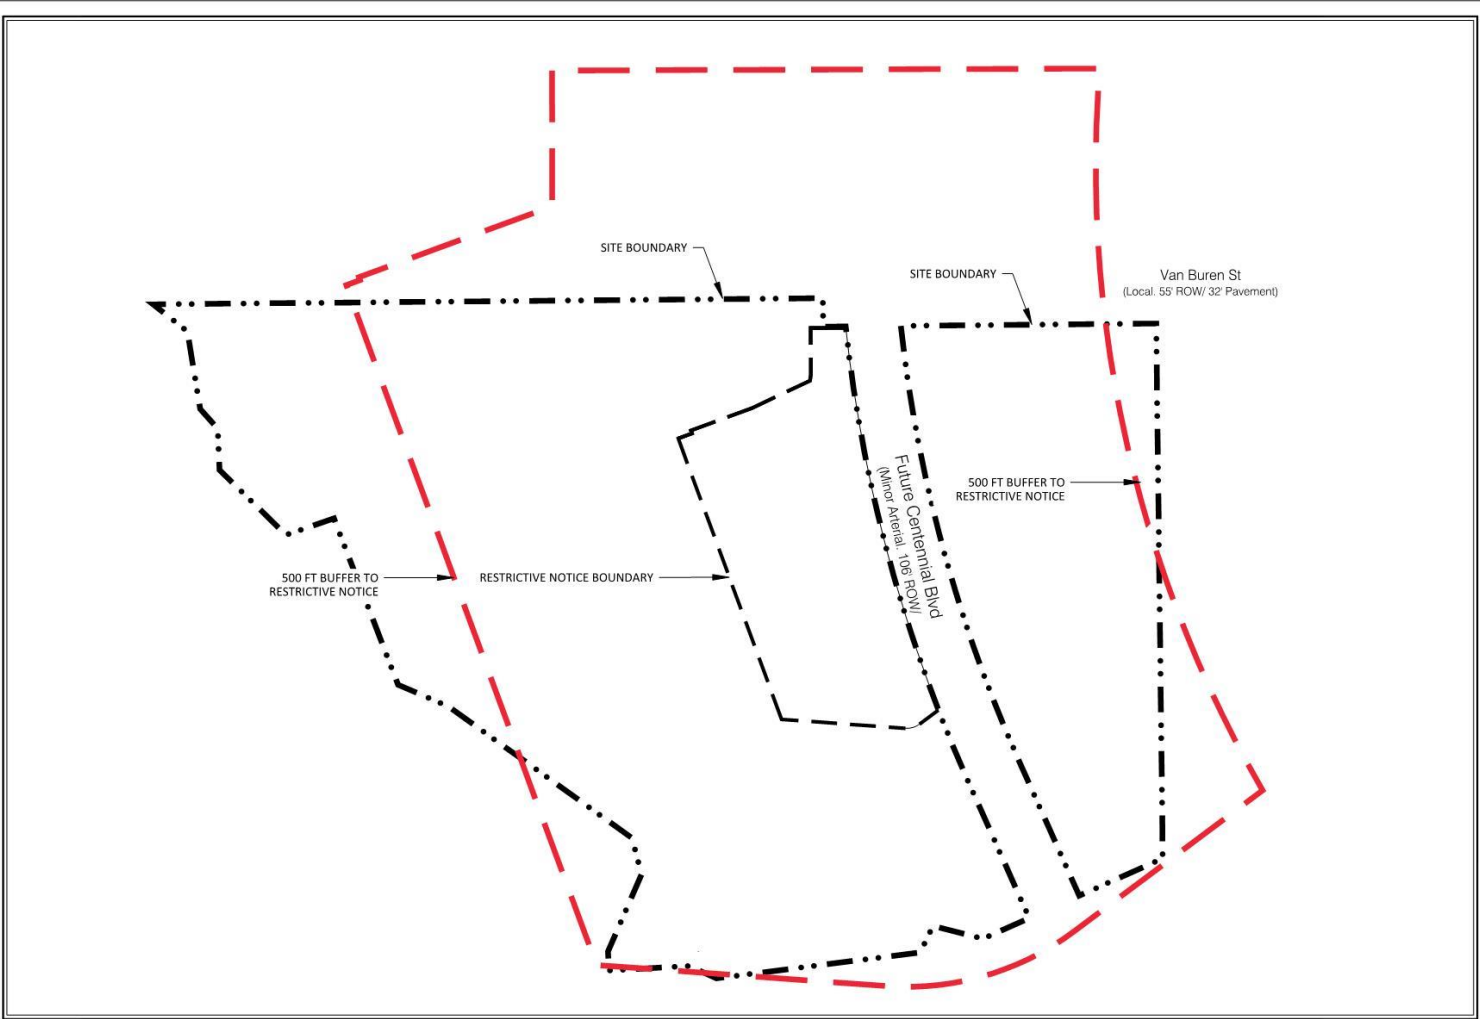 SITE BOUNDARY
SITE BOUNDARY
Van Buren St
(Local. 55' ROW/ 32' Pavement)
Future Centennial Blvd
(Minor Arterial. 106' ROW/
500 FT BUFFER TO
RESTRICTIVE NOTICE
500 FT BUFFER TO
RESTRICTIVE NOTICE
RESTRICTIVE NOTICE BOUNDARY